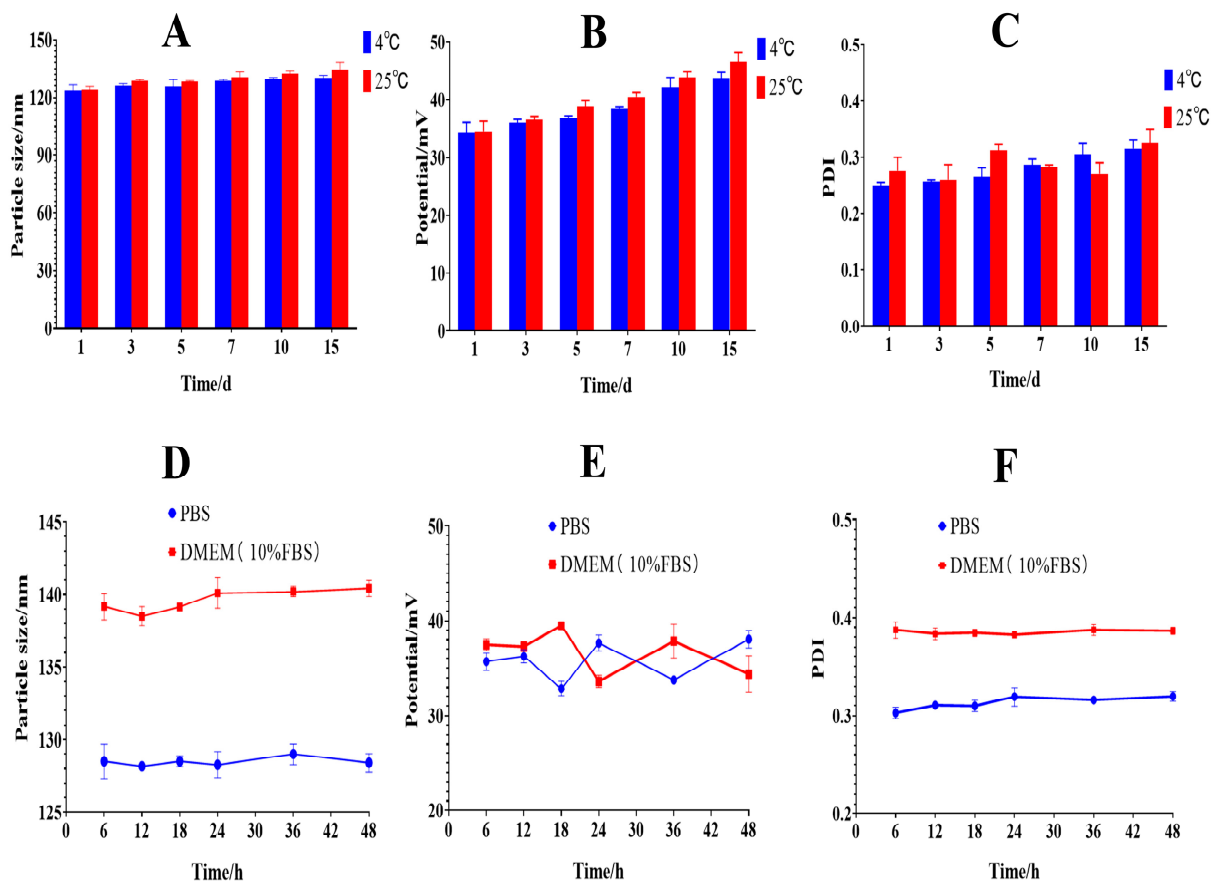 A
4℃
25℃
150
120
90
60
30
0
Particle size/nm
1 3 5 7 10 15
Time/d
B
4℃
25℃
50
40
30
20
10
0
Potential/mV
1 3 5 7 10 15
Time/d
C
4℃
25℃
0.5
0.4
0.3
0.2
0.1
0.0
PDI
1 3 5 7 10 15
Time/d
D
PBS
DMEM( 10%FBS)
145
140
135
130
125
Particle size/nm
0 6 12 18 24 30 36 42 48
Time/h
E
PBS
DMEM( 10%FBS)
50
40
30
20
Potential/mV
0 6 12 18 24 30 36 42 48
Time/h
F
PBS
DMEM( 10%FBS)
0.5
0.4
0.3
0.2
PDI
0 6 12 18 24 30 36 42 48
Time/h